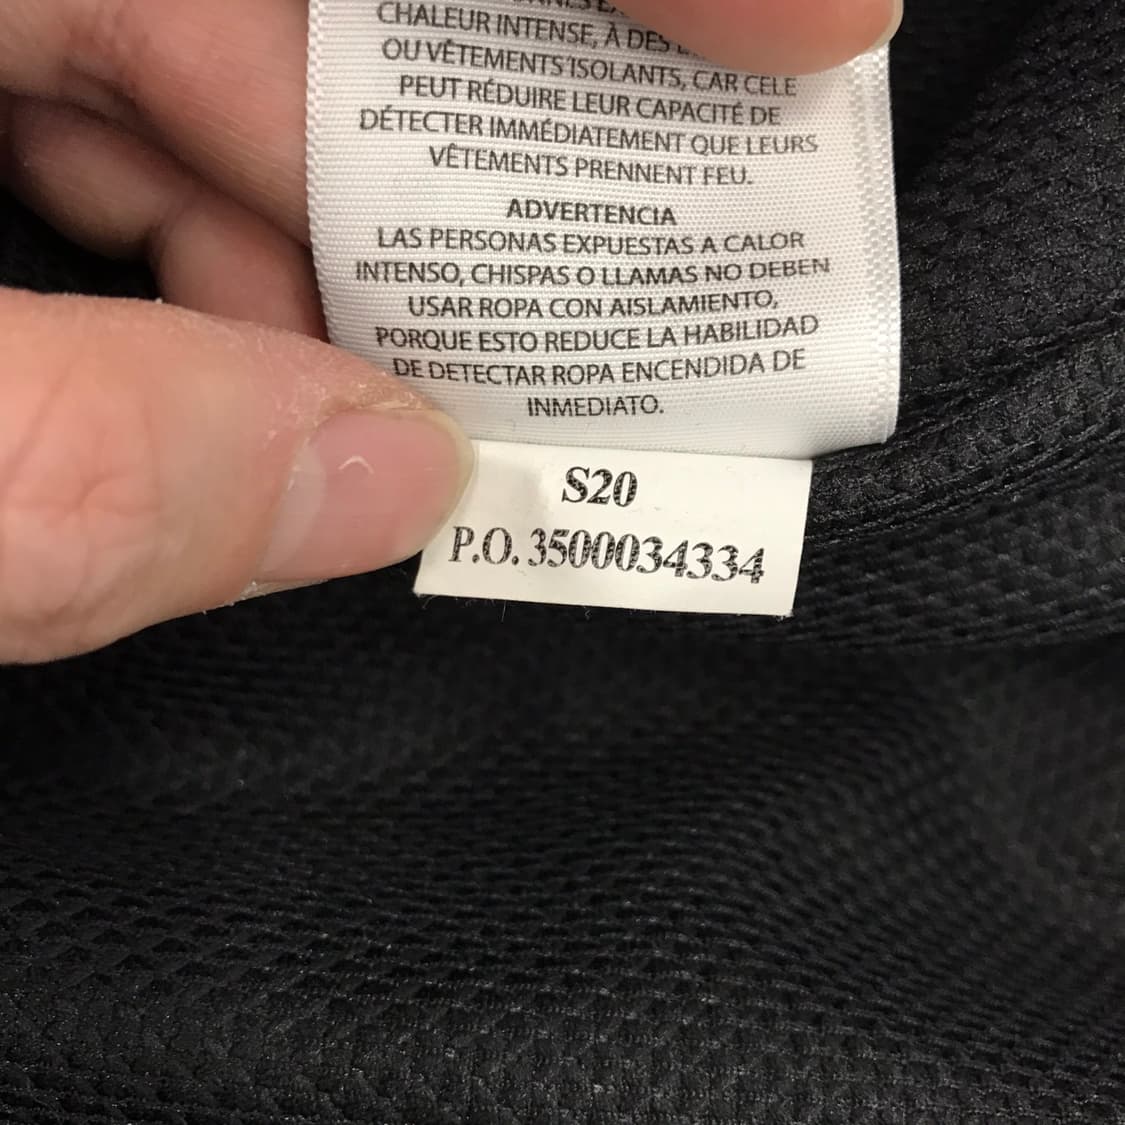 CHALEUR INTENSE, À DES
OU VÊTEMENTS ISOLANTS, CAR CELE
PEUT RÉDUIRE LEUR CAPACITÉ DE
DÉTECTER IMMÉDIATEMENT QUE LEURS
VÊTEMENTS PRENNENT FEU.
ADVERTENCIA
LAS PERSONAS EXPUESTAS A CALOR
INTENSO, CHISPAS O LLAMAS NO DEBEN
USAR ROPA CON AISLAMIENTO,
PORQUE ESTO REDUCE LA HABILIDAD
DE DETECTAR ROPA ENCENDIDA DE
INMEDIATO.
S20
P.O. 3500034334